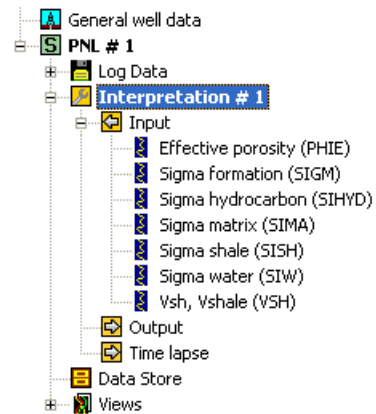 General well data
S PNL # 1
Log Data
Interpretation # 1
Input
Effective porosity (PHIE)
Sigma formation (SIGM)
Sigma hydrocarbon (SIHYD)
Sigma matrix (SIMA)
Sigma shale (SISH)
Sigma water (SIW)
Vsh, Vshale (VSH)
Output
Time lapse
Data Store
Views